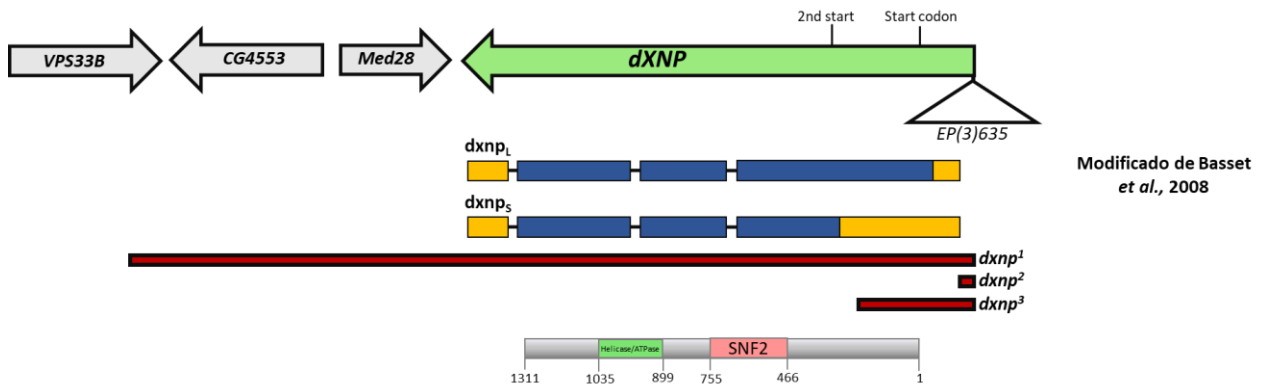 2nd start Start codon
VPS33B CG4553 Med28 dXNP
EP(3)635
dxnpL
Modificado de Basset
et al., 2008
dxnpS
dxnp1
dxnp2
dxnp3
Helicase/ATPase SNF2
1311 1035 899 755 466 1